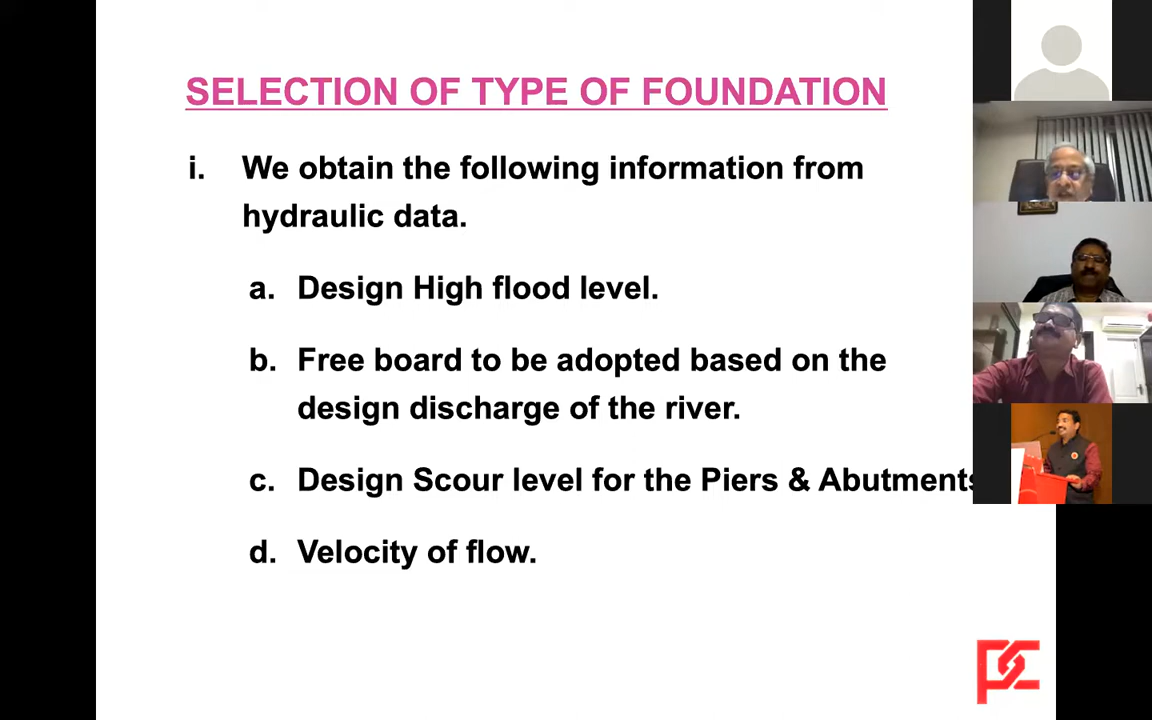 SELECTION OF TYPE OF FOUNDATION
i. We obtain the following information from
hydraulic data.
a. Design High flood level.
b. Free board to be adopted based on the
design discharge of the river.
c. Design Scour level for the Piers & Abutments
d. Velocity of flow.